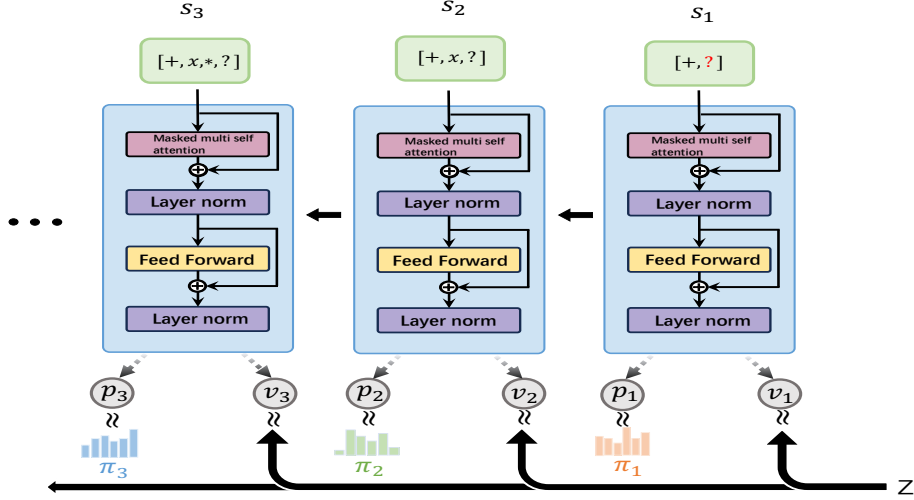 s₃ s₂ s₁
[+, x,*, ?] [+, x, ?] [+, ?]
Masked multi self attention Masked multi self attention Masked multi self attention
+ + +
Layer norm Layer norm Layer norm
• • •
Feed Forward Feed Forward Feed Forward
+ + +
Layer norm Layer norm Layer norm
p₃ v₃ p₂ v₂ p₁ v₁
≈ ≈ ≈ ≈ ≈ ≈
π₃ π₂ π₁
Z